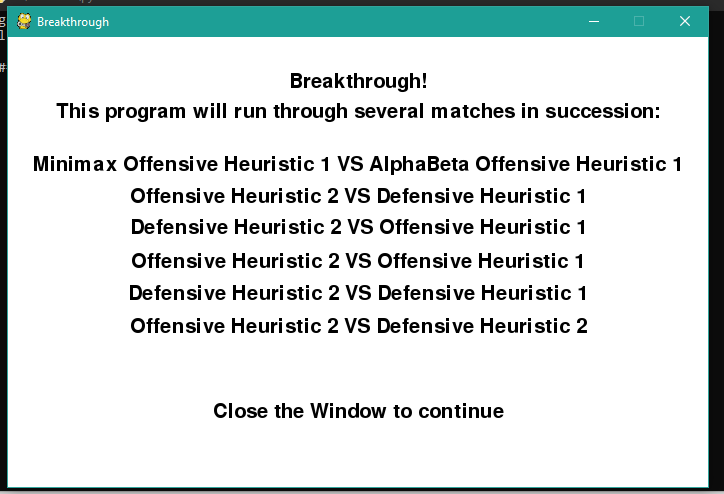 Breakthrough
Breakthrough!
This program will run through several matches in succession:
Minimax Offensive Heuristic 1 VS AlphaBeta Offensive Heuristic 1
Offensive Heuristic 2 VS Defensive Heuristic 1
Defensive Heuristic 2 VS Offensive Heuristic 1
Offensive Heuristic 2 VS Offensive Heuristic 1
Defensive Heuristic 2 VS Defensive Heuristic 1
Offensive Heuristic 2 VS Defensive Heuristic 2
Close the Window to continue